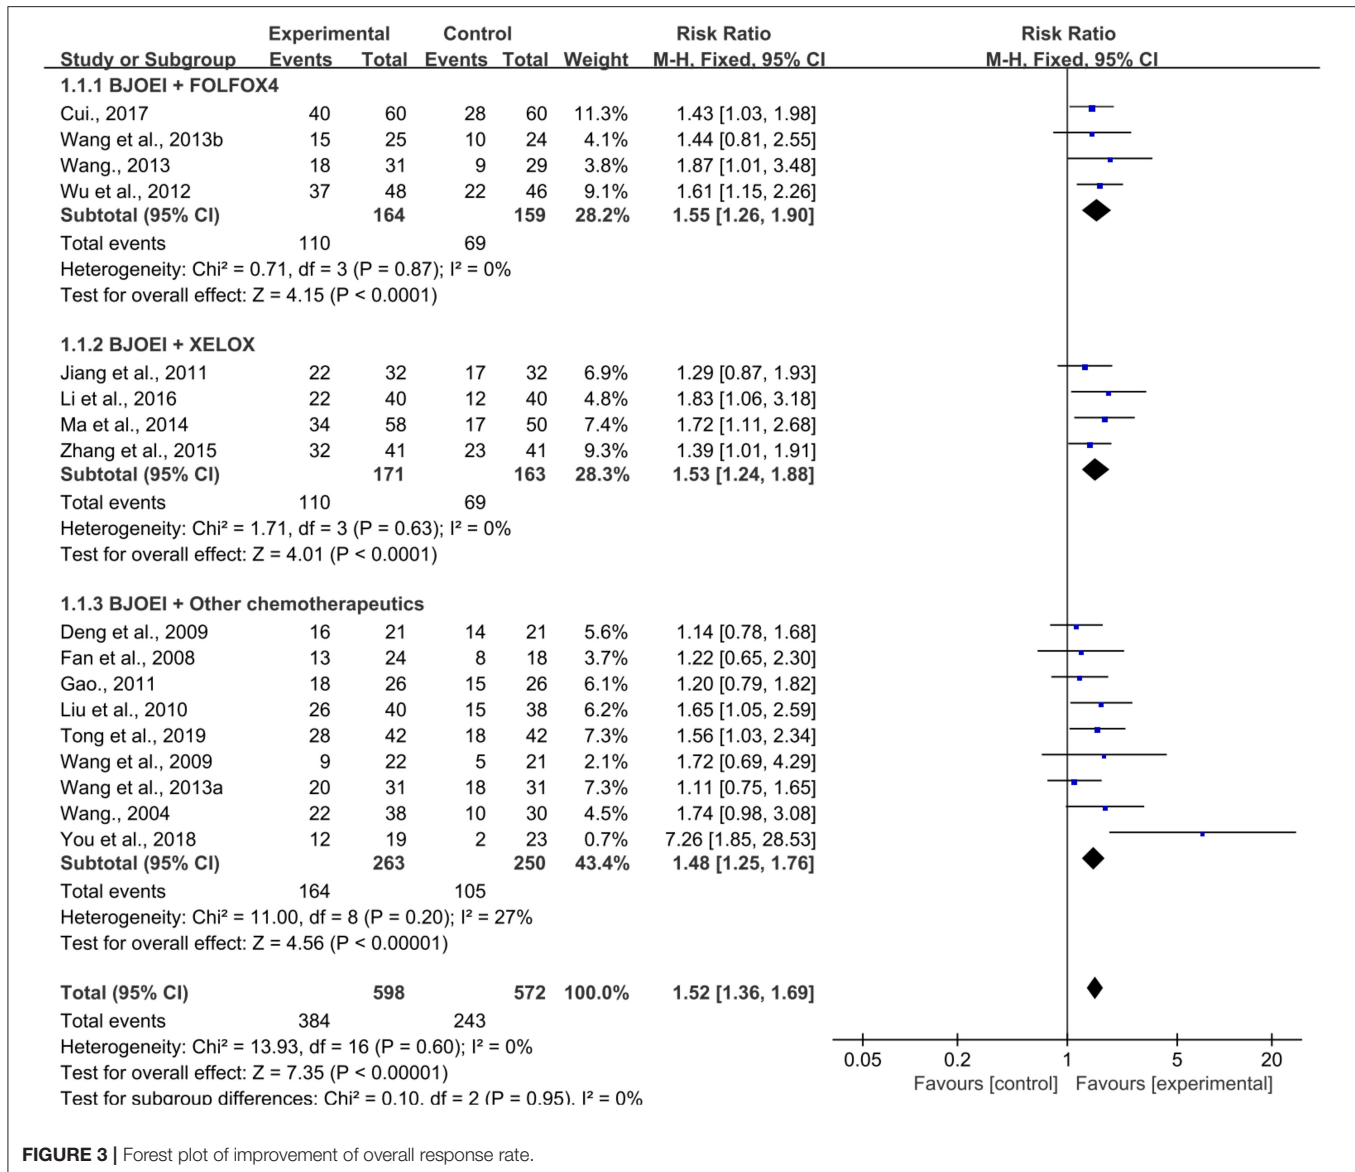 Experimental Control Risk Ratio Risk Ratio
Study or Subgroup Events Total Events Total Weight M-H, Fixed, 95% CI M-H, Fixed, 95% CI
1.1.1 BJOEI + FOLFOX4
Cui., 2017 40 60 28 60 11.3% 1.43 [1.03, 1.98]
Wang et al., 2013b 15 25 10 24 4.1% 1.44 [0.81, 2.55]
Wang., 2013 18 31 9 29 3.8% 1.87 [1.01, 3.48]
Wu et al., 2012 37 48 22 46 9.1% 1.61 [1.15, 2.26]
Subtotal (95% CI) 164 159 28.2% 1.55 [1.26, 1.90]
Total events 110 69
Heterogeneity: Chi² = 0.71, df = 3 (P = 0.87); I² = 0%
Test for overall effect: Z = 4.15 (P < 0.0001)
1.1.2 BJOEI + XELOX
Jiang et al., 2011 22 32 17 32 6.9% 1.29 [0.87, 1.93]
Li et al., 2016 22 40 12 40 4.8% 1.83 [1.06, 3.18]
Ma et al., 2014 34 58 17 50 7.4% 1.72 [1.11, 2.68]
Zhang et al., 2015 32 41 23 41 9.3% 1.39 [1.01, 1.91]
Subtotal (95% CI) 171 163 28.3% 1.53 [1.24, 1.88]
Total events 110 69
Heterogeneity: Chi² = 1.71, df = 3 (P = 0.63); I² = 0%
Test for overall effect: Z = 4.01 (P < 0.0001)
1.1.3 BJOEI + Other chemotherapeutics
Deng et al., 2009 16 21 14 21 5.6% 1.14 [0.78, 1.68]
Fan et al., 2008 13 24 8 18 3.7% 1.22 [0.65, 2.30]
Gao., 2011 18 26 15 26 6.1% 1.20 [0.79, 1.82]
Liu et al., 2010 26 40 15 38 6.2% 1.65 [1.05, 2.59]
Tong et al., 2019 28 42 18 42 7.3% 1.56 [1.03, 2.34]
Wang et al., 2009 9 22 5 21 2.1% 1.72 [0.69, 4.29]
Wang et al., 2013a 20 31 18 31 7.3% 1.11 [0.75, 1.65]
Wang., 2004 22 38 10 30 4.5% 1.74 [0.98, 3.08]
You et al., 2018 12 19 2 23 0.7% 7.26 [1.85, 28.53]
Subtotal (95% CI) 263 250 43.4% 1.48 [1.25, 1.76]
Total events 164 105
Heterogeneity: Chi² = 11.00, df = 8 (P = 0.20); I² = 27%
Test for overall effect: Z = 4.56 (P < 0.00001)
Total (95% CI) 598 572 100.0% 1.52 [1.36, 1.69]
Total events 384 243
Heterogeneity: Chi² = 13.93, df = 16 (P = 0.60); I² = 0%
Test for overall effect: Z = 7.35 (P < 0.00001)
Test for subgroup differences: Chi² = 0.10, df = 2 (P = 0.95), I² = 0%
0.05 0.2 1 5 20
Favours [control] Favours [experimental]
FIGURE 3 | Forest plot of improvement of overall response rate.